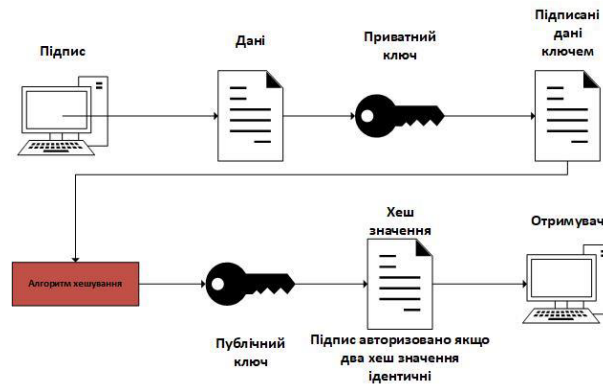 Підпис
Дані
Приватний
ключ
Підписані
дані
ключем
Алгоритм хешування
Публічний
ключ
Хеш
значення
Підпис авторизовано якщо
два хеш значення
ідентичні
Отримувач